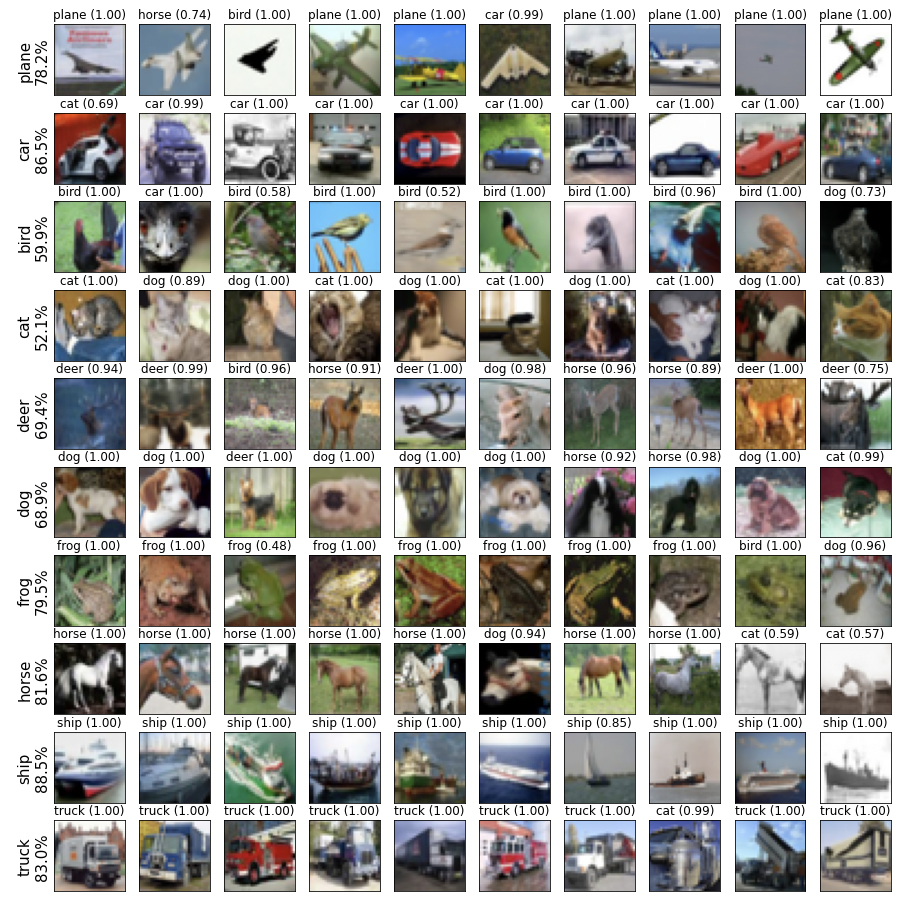 plane (1.00) horse (0.74) bird (1.00) plane (1.00) plane (1.00) car (0.99) plane (1.00) plane (1.00) plane (1.00) plane (1.00)
plane
78.2%
Famous
Airliners
cat (0.69) car (0.99) car (1.00) car (1.00) car (1.00) car (1.00) car (1.00) car (1.00) car (1.00) car (1.00)
car
86.5%
bird (1.00) car (1.00) bird (0.58) bird (1.00) bird (0.52) bird (1.00) bird (1.00) bird (0.96) bird (1.00) dog (0.73)
bird
59.9%
cat (1.00) dog (0.89) dog (1.00) cat (1.00) dog (1.00) cat (1.00) dog (1.00) cat (1.00) dog (1.00) cat (0.83)
cat
52.1%
deer (0.94) deer (0.99) bird (0.96) horse (0.91) deer (1.00) dog (0.98) horse (0.96) horse (0.89) deer (1.00) deer (0.75)
deer
69.4%
dog (1.00) dog (1.00) deer (1.00) dog (1.00) dog (1.00) dog (1.00) horse (0.92) horse (0.98) dog (1.00) cat (0.99)
dog
68.9%
frog (1.00) frog (1.00) frog (0.48) frog (1.00) frog (1.00) frog (1.00) frog (1.00) frog (1.00) bird (1.00) dog (0.96)
frog
79.5%
horse (1.00) horse (1.00) horse (1.00) horse (1.00) horse (1.00) dog (0.94) horse (1.00) horse (1.00) cat (0.59) cat (0.57)
horse
81.6%
ship (1.00) ship (1.00) ship (1.00) ship (1.00) ship (1.00) ship (1.00) ship (0.85) ship (1.00) ship (1.00) ship (1.00)
ship
88.5%
truck (1.00) truck (1.00) truck (1.00) truck (1.00) truck (1.00) truck (1.00) truck (1.00) cat (0.99) truck (1.00) truck (1.00)
truck
83.0%